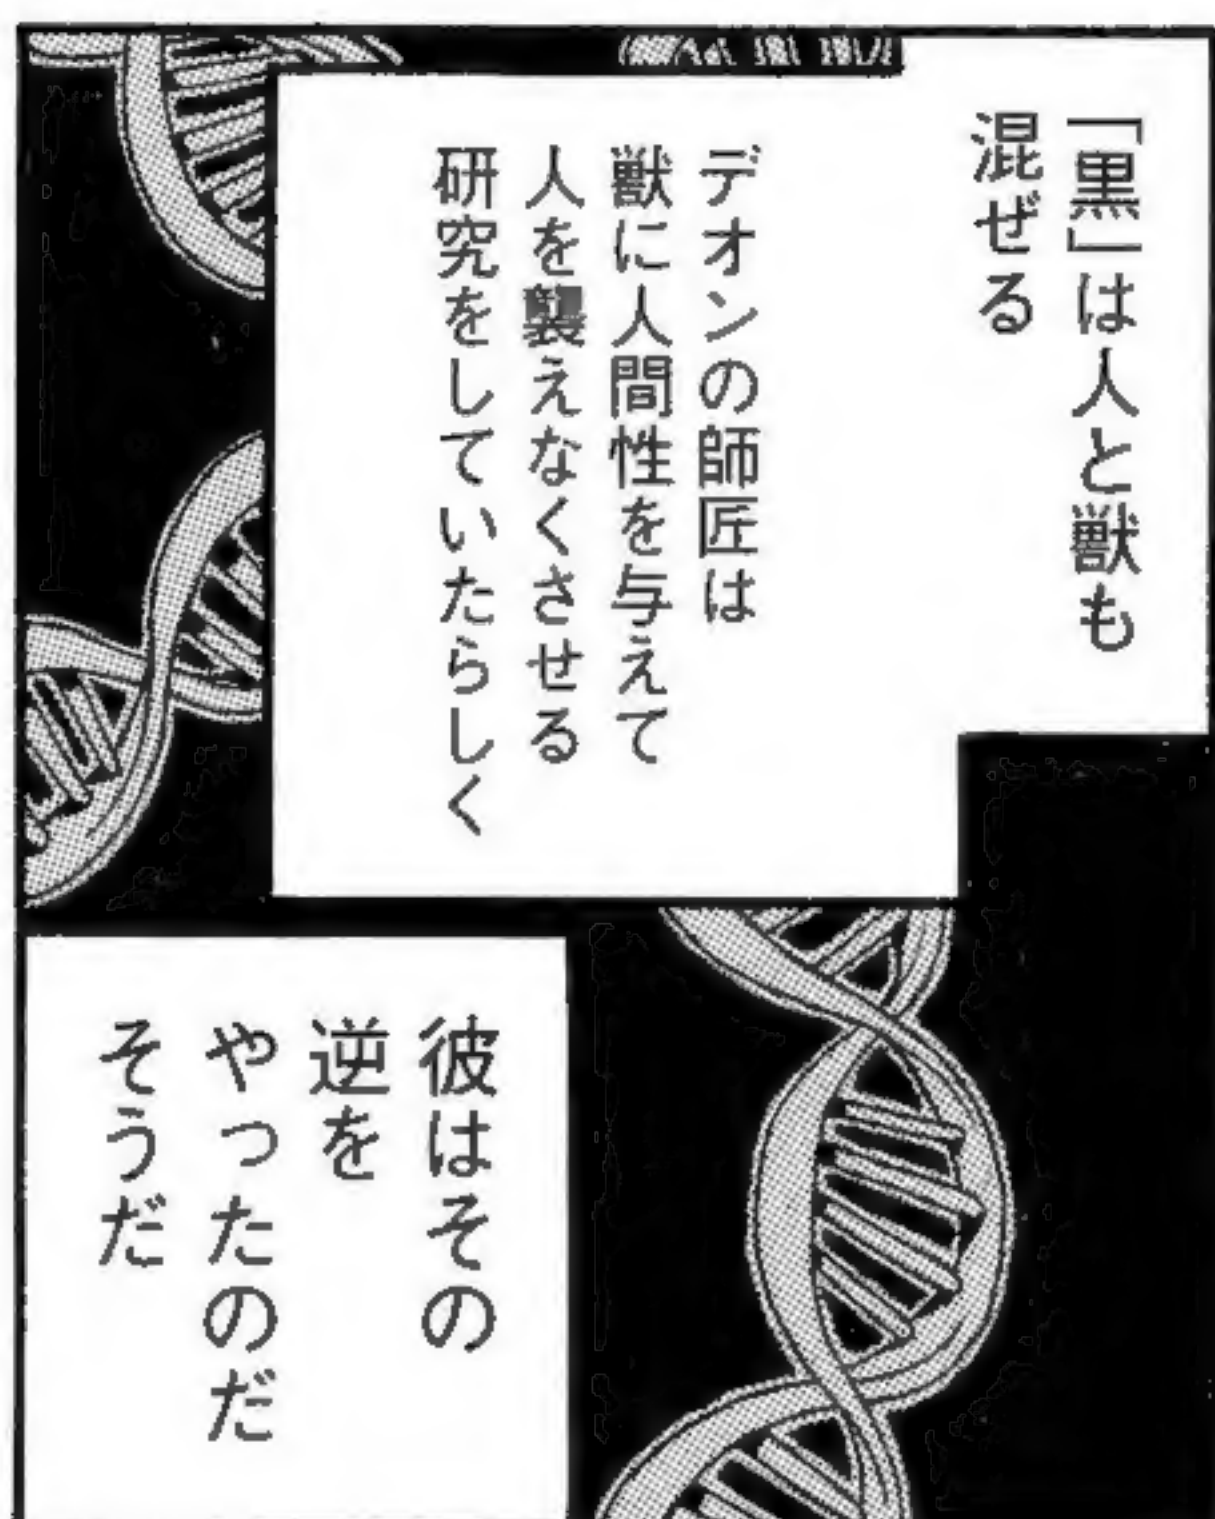 「黒」は人と獣も
混ぜる
デオンの師匠は
獣に人間性を与えて
人を襲えなくさせる
研究をしていたらしく
彼はその
逆を
やったのだ
そうだ